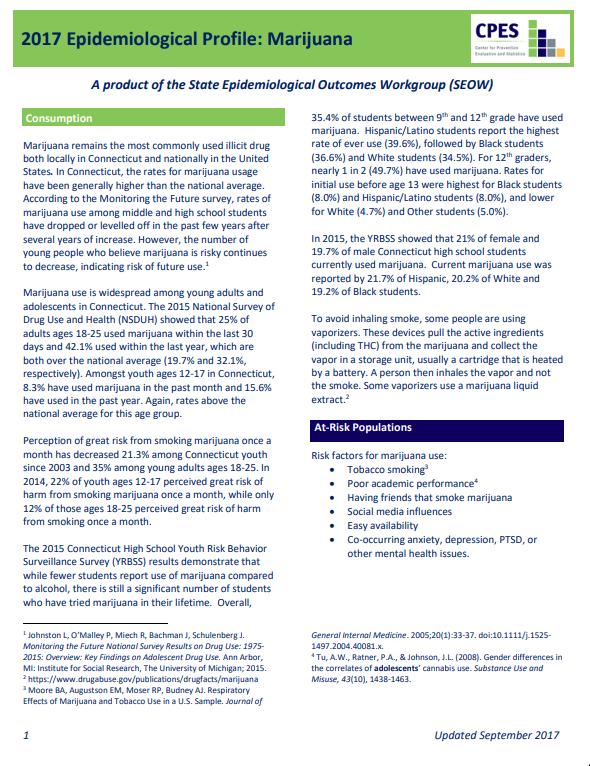 2017 Epidemiological Profile: Marijuana
CPES
Center for Prevention
Evaluation and Statistics
A product of the State Epidemiological Outcomes Workgroup (SEOW)
Consumption
Marijuana remains the most commonly used illicit drug
both locally in Connecticut and nationally in the United
States. In Connecticut, the rates for marijuana usage
have been generally higher than the national average.
According to the Monitoring the Future survey, rates of
marijuana use among middle and high school students
have dropped or levelled off in the past few years after
several years of increase. However, the number of
young people who believe marijuana is risky continues
to decrease, indicating risk of future use.1
Marijuana use is widespread among young adults and
adolescents in Connecticut. The 2015 National Survey of
Drug Use and Health (NSDUH) showed that 25% of
adults ages 18-25 used marijuana within the last 30
days and 42.1% used within the last year, which are
both over the national average (19.7% and 32.1%,
respectively). Amongst youth ages 12-17 in Connecticut,
8.3% have used marijuana in the past month and 15.6%
have used in the past year. Again, rates above the
national average for this age group.
Perception of great risk from smoking marijuana once a
month has decreased 21.3% among Connecticut youth
since 2003 and 35% among young adults ages 18-25. In
2014, 22% of youth ages 12-17 perceived great risk of
harm from smoking marijuana once a month, while only
12% of those ages 18-25 perceived great risk of harm
from smoking once a month.
The 2015 Connecticut High School Youth Risk Behavior
Surveillance Survey (YRBSS) results demonstrate that
while fewer students report use of marijuana compared
to alcohol, there is still a significant number of students
who have tried marijuana in their lifetime. Overall,
35.4% of students between 9th and 12th grade have used
marijuana. Hispanic/Latino students report the highest
rate of ever use (39.6%), followed by Black students
(36.6%) and White students (34.5%). For 12th graders,
nearly 1 in 2 (49.7%) have used marijuana. Rates for
initial use before age 13 were highest for Black students
(8.0%) and Hispanic/Latino students (8.0%), and lower
for White (4.7%) and Other students (5.0%).
In 2015, the YRBSS showed that 21% of female and
19.7% of male Connecticut high school students
currently used marijuana. Current marijuana use was
reported by 21.7% of Hispanic, 20.2% of White and
19.2% of Black students.
To avoid inhaling smoke, some people are using
vaporizers. These devices pull the active ingredients
(including THC) from the marijuana and collect the
vapor in a storage unit, usually a cartridge that is heated
by a battery. A person then inhales the vapor and not
the smoke. Some vaporizers use a marijuana liquid
extract.2
At-Risk Populations
Risk factors for marijuana use:
• Tobacco smoking3
• Poor academic performance4
• Having friends that smoke marijuana
• Social media influences
• Easy availability
• Co-occurring anxiety, depression, PTSD, or
other mental health issues.
1 Johnston L, O'Malley P, Miech R, Bachman J, Schulenberg J.
Monitoring the Future National Survey Results on Drug Use: 1975-
2015: Overview: Key Findings on Adolescent Drug Use. Ann Arbor,
MI: Institute for Social Research, The University of Michigan; 2015.
2 https://www.drugabuse.gov/publications/drugfacts/marijuana
3 Moore BA, Augustson EM, Moser RP, Budney AJ. Respiratory
Effects of Marijuana and Tobacco Use in a U.S. Sample. Journal of
General Internal Medicine. 2005;20(1):33-37. doi:10.1111/j.1525-
1497.2004.40081.x.
4 Tu, A.W., Ratner, P.A., & Johnson, J.L. (2008). Gender differences in
the correlates of adolescents' cannabis use. Substance Use and
Misuse, 43(10), 1438-1463.
1
Updated September 2017